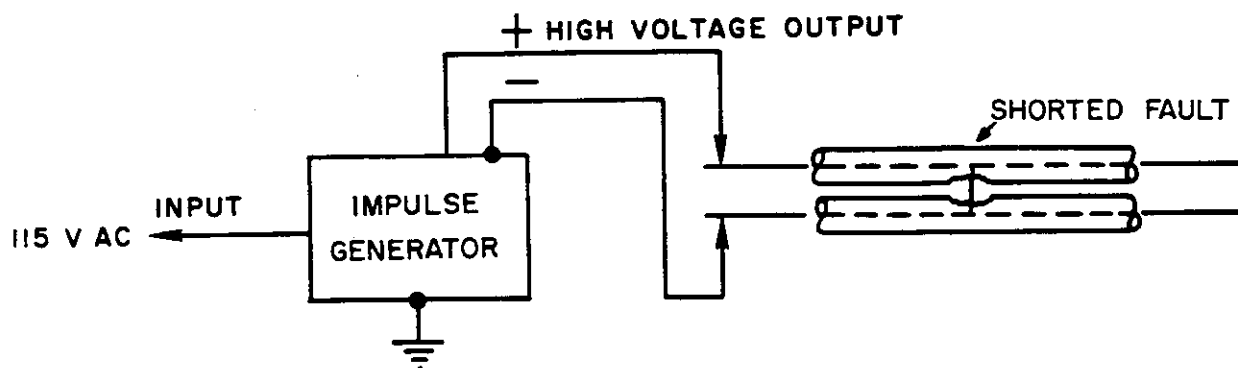 + HIGH VOLTAGE OUTPUT
−
SHORTED FAULT
INPUT
115 V AC
IMPULSE
GENERATOR